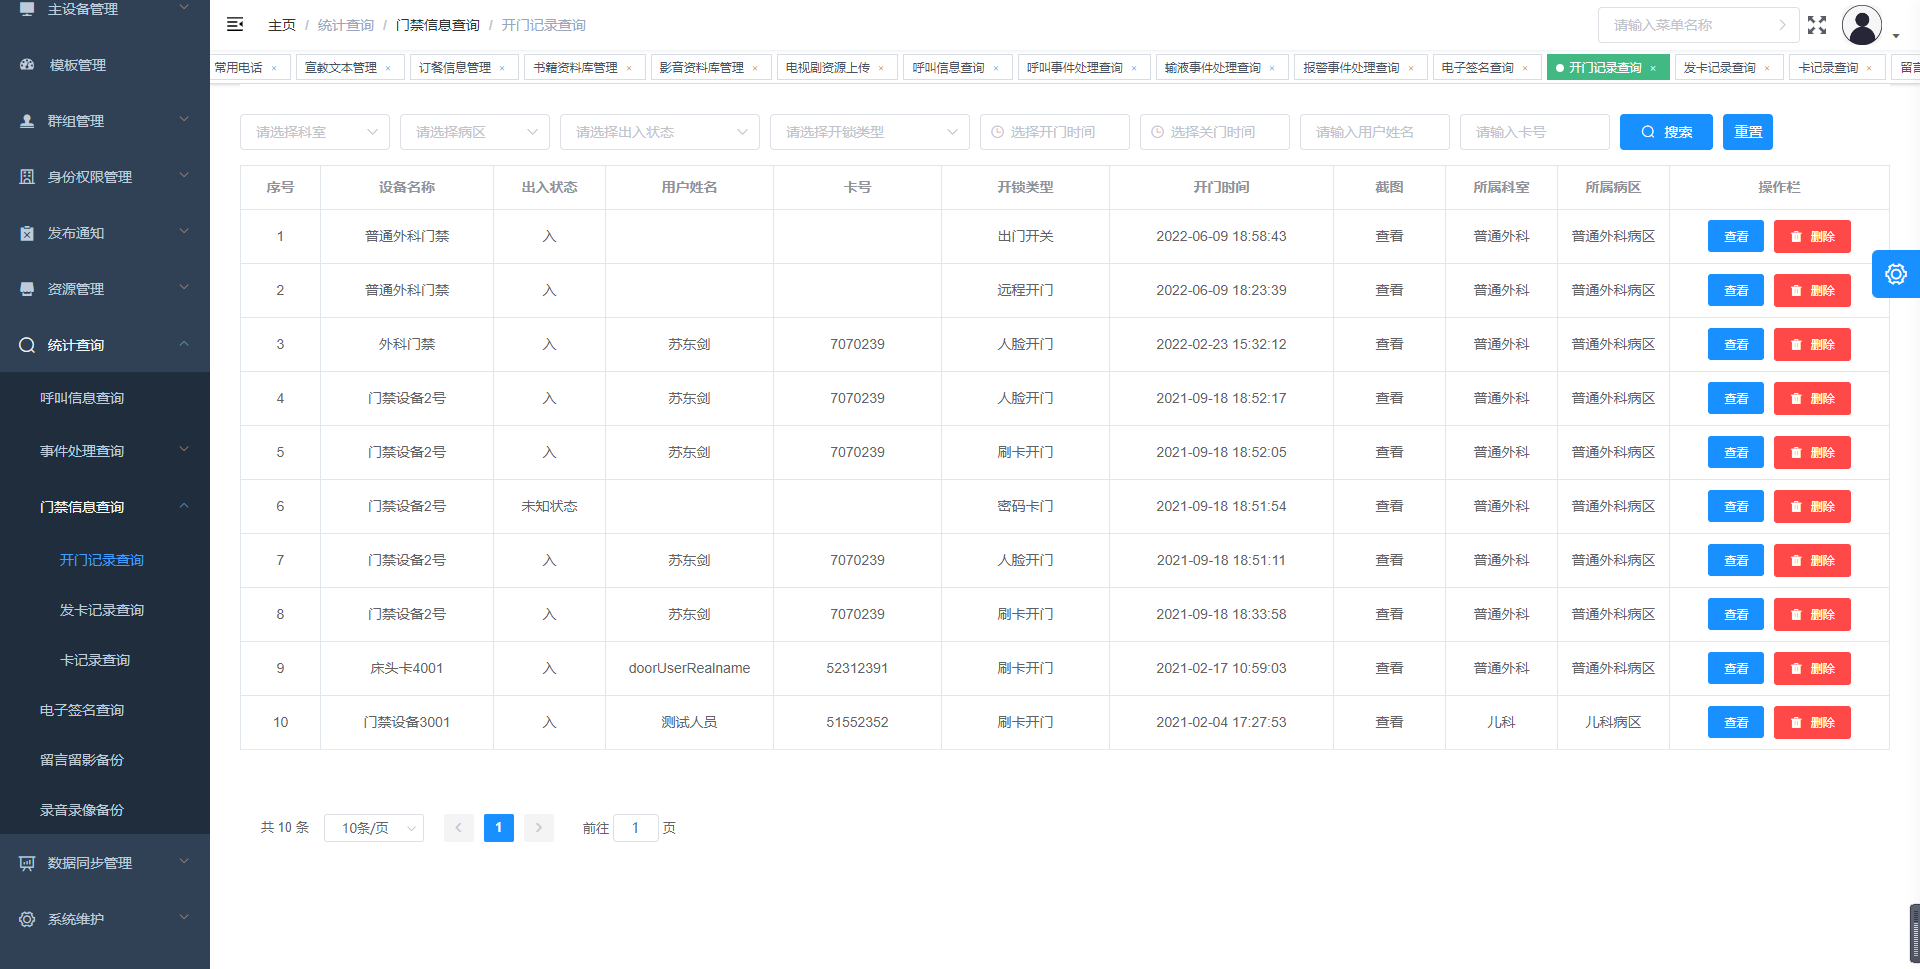 主设备管理
模板管理
群组管理
身份权限管理
发布通知
资源管理
统计查询
呼叫信息查询
事件处理查询
门禁信息查询
开门记录查询
发卡记录查询
卡记录查询
电子签名查询
留言留影备份
录音录像备份
数据同步管理
系统维护
主页 / 统计查询 / 门禁信息查询 / 开门记录查询
请输入菜单名称
常用电话 × 宣教文本管理 × 订餐信息管理 × 书籍资料库管理 × 影音资料库管理 × 电视剧资源上传 × 呼叫信息查询 × 呼叫事件处理查询 × 输液事件处理查询 × 报警事件处理查询 × 电子签名查询 × 开门记录查询 × 发卡记录查询 × 卡记录查询 × 留言
请选择科室 请选择病区 请选择出入状态 请选择开锁类型 选择开门时间 选择关门时间 请输入用户姓名 请输入卡号 搜索 重置
序号 设备名称 出入状态 用户姓名 卡号 开锁类型 开门时间 截图 所属科室 所属病区 操作栏
1 普通外科门禁 入 出门开关 2022-06-09 18:58:43 查看 普通外科 普通外科病区 查看 删除
2 普通外科门禁 入 远程开门 2022-06-09 18:23:39 查看 普通外科 普通外科病区 查看 删除
3 外科门禁 入 苏东剑 7070239 人脸开门 2022-02-23 15:32:12 查看 普通外科 普通外科病区 查看 删除
4 门禁设备2号 入 苏东剑 7070239 人脸开门 2021-09-18 18:52:17 查看 普通外科 普通外科病区 查看 删除
5 门禁设备2号 入 苏东剑 7070239 刷卡开门 2021-09-18 18:52:05 查看 普通外科 普通外科病区 查看 删除
6 门禁设备2号 未知状态 密码卡门 2021-09-18 18:51:54 查看 普通外科 普通外科病区 查看 删除
7 门禁设备2号 入 苏东剑 7070239 人脸开门 2021-09-18 18:51:11 查看 普通外科 普通外科病区 查看 删除
8 门禁设备2号 入 苏东剑 7070239 刷卡开门 2021-09-18 18:33:58 查看 普通外科 普通外科病区 查看 删除
9 床头卡4001 入 doorUserRealname 52312391 刷卡开门 2021-02-17 10:59:03 查看 普通外科 普通外科病区 查看 删除
10 门禁设备3001 入 测试人员 51552352 刷卡开门 2021-02-04 17:27:53 查看 儿科 儿科病区 查看 删除
共 10 条 10条/页 1 前往 1 页